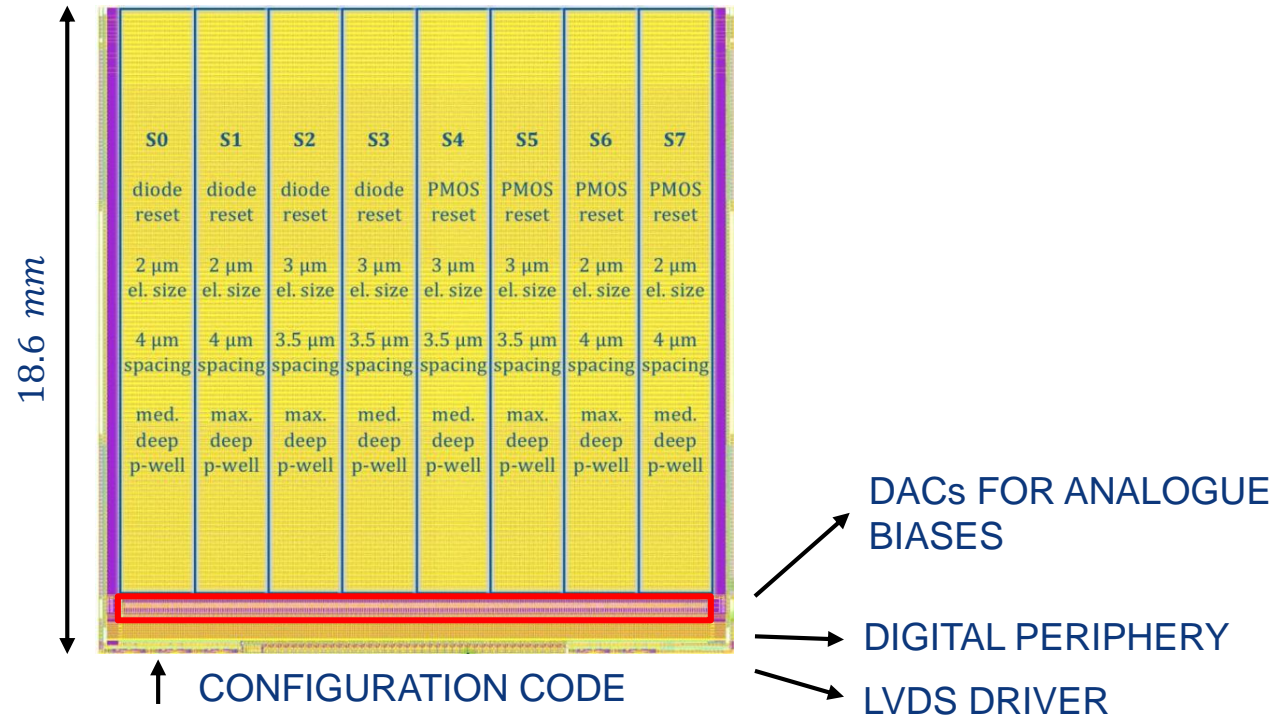 18.6 mm
S0 S1 S2 S3 S4 S5 S6 S7
diode diode diode diode PMOS PMOS PMOS PMOS
reset reset reset reset reset reset reset reset
2 μm 2 μm 3 μm 3 μm 3 μm 3 μm 2 μm 2 μm
el. size el. size el. size el. size el. size el. size el. size el. size
4 μm 4 μm 3.5 μm 3.5 μm 3.5 μm 3.5 μm 4 μm 4 μm
spacing spacing spacing spacing spacing spacing spacing spacing
med. max. max. med. med. max. max. med.
deep deep deep deep deep deep deep deep
p-well p-well p-well p-well p-well p-well p-well p-well
DACs FOR ANALOGUE
BIASES
DIGITAL PERIPHERY
CONFIGURATION CODE
LVDS DRIVER